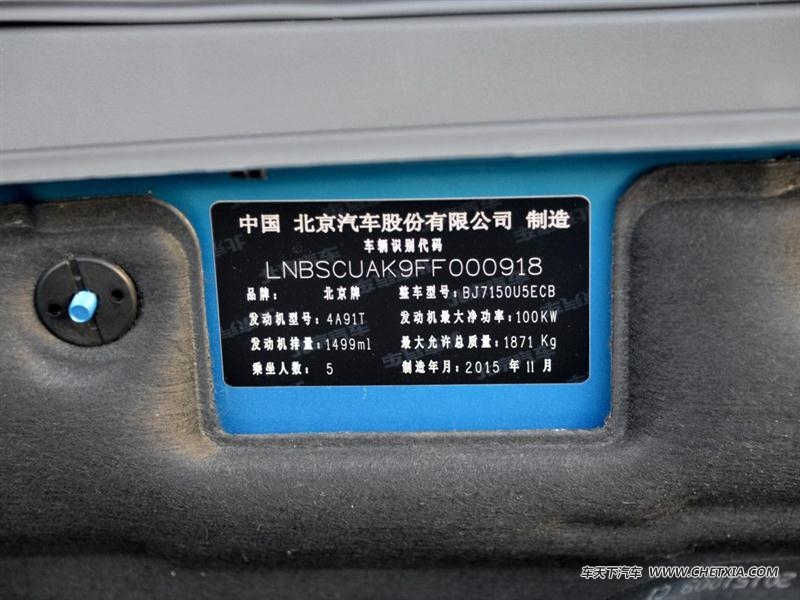 中国 北京汽车股份有限公司 制造
车辆识别代码
LNBSCUAK9FF000918
品牌: 北京牌 整车型号:BJ7150U5ECB
发动机型号:4A91T 发动机最大净功率:100KW
发动机排量:1499ml 最大允许总质量:1871 Kg
乘坐人数: 5 制造年月:2015 年 11 月
车天下汽车 WWW.CHETXIA.COM